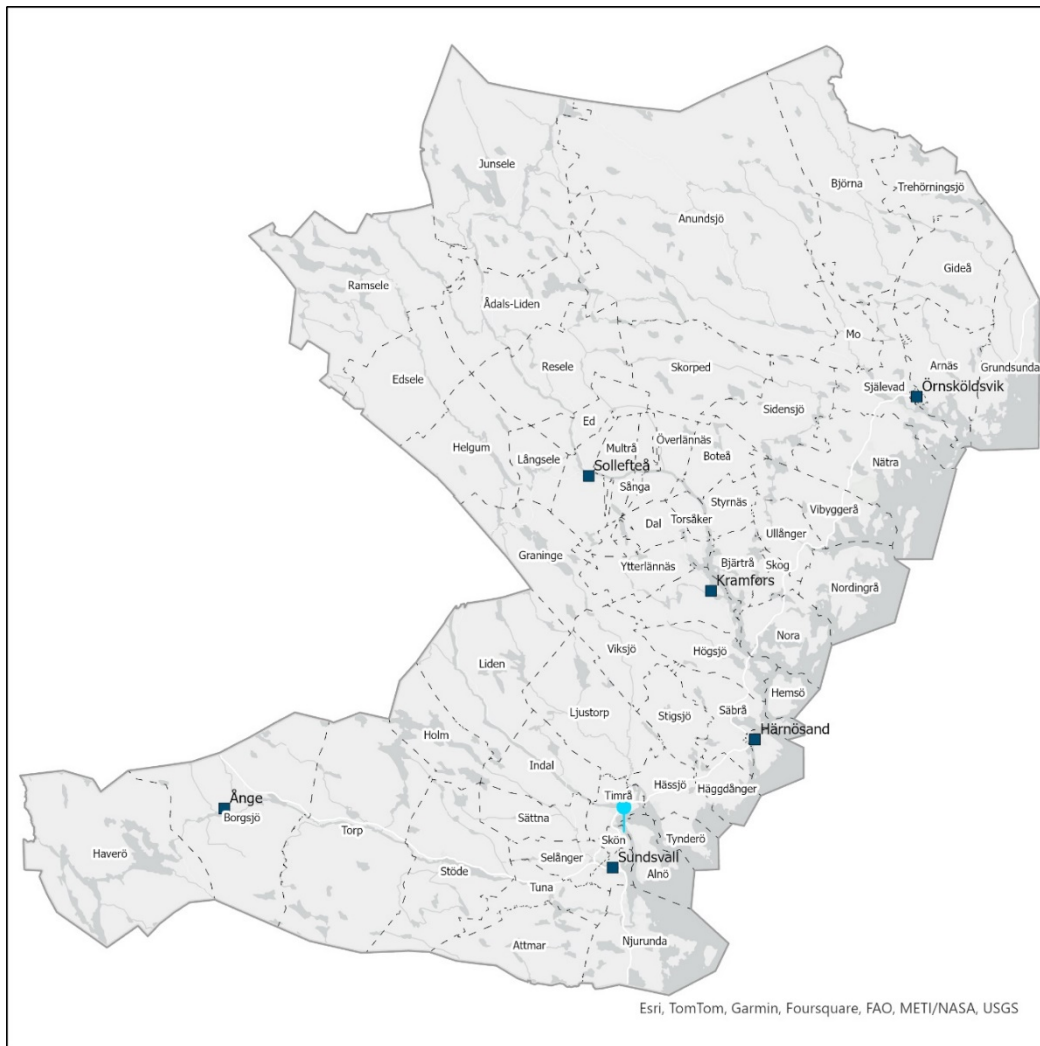 Junsele
Björna
Trehörningsjö
Anundsjö
Gideå
Ramsele
Ådals-Liden
Mo
Resele
Skorped
Arnäs
Grundsunda
Edsele
Själevad
Örnsköldsvik
Sidensjö
Ed
Helgum
Multrå
Överlännäs
Långsele
Boteå
Nätra
Sollefteå
Sånga
Styrnäs
Vibyggerå
Dal
Torsåker
Ullånger
Graninge
Ytterlännäs
Bjärtrå
Skog
Kramfors
Nordingrå
Nora
Viksjö
Högsjö
Liden
Hemsö
Ljustorp
Stigsjö
Säbrå
Härnösand
Holm
Indal
Hässjö
Häggdånger
Timrå
Ånge
Borgsjö
Sättna
Torp
Skön
Tynderö
Haverö
Selånger
Sundsvall
Stöde
Alnö
Tuna
Attmar
Njurunda
Esri, TomTom, Garmin, Foursquare, FAO, METI/NASA, USGS